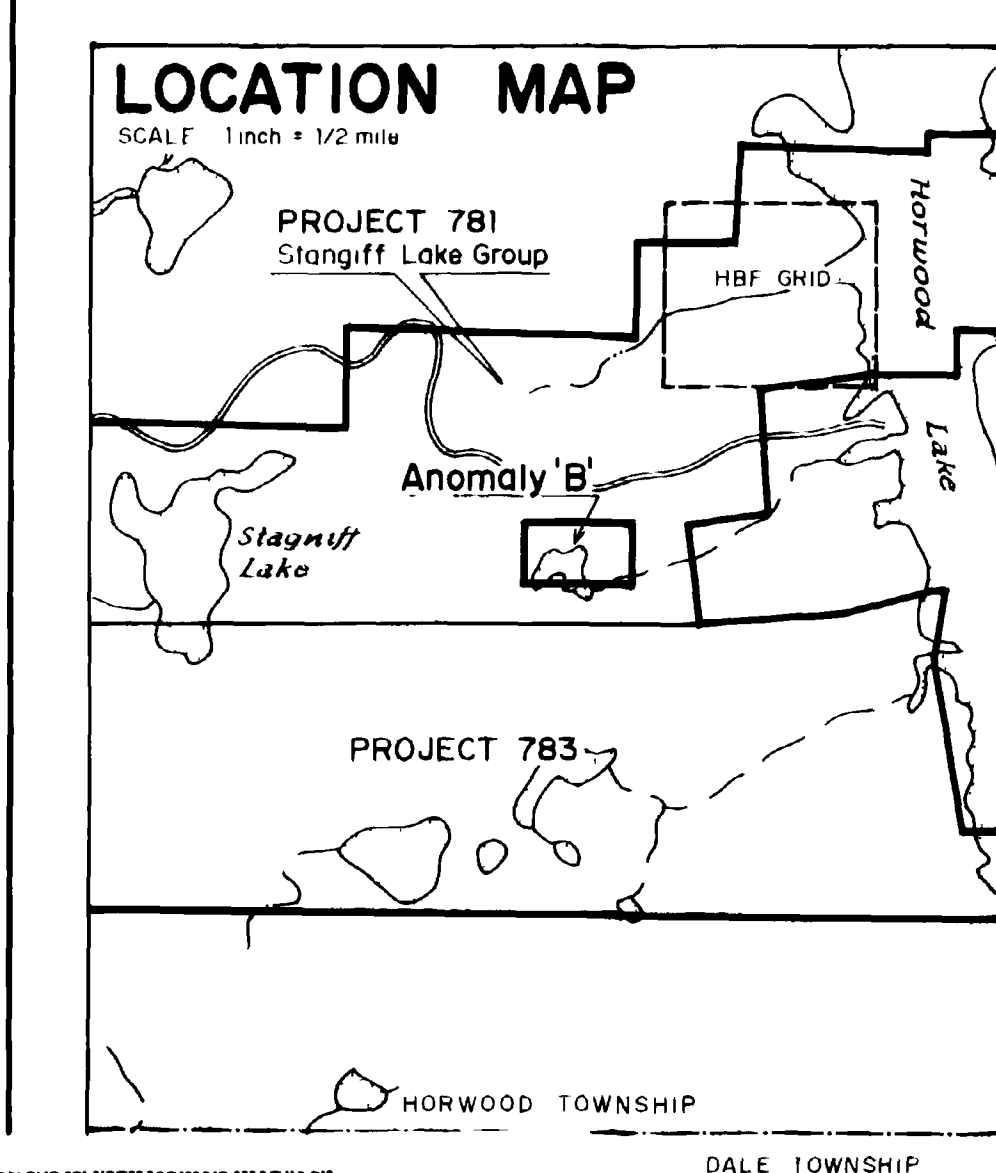 LOCATION MAP
SCALE 1 inch = 1/2 mile
PROJECT 781
Stangiff Lake Group
HBF GRID
Horwood
Lake
Anomaly 'B'
Stagniff
Lake
PROJECT 783
HORWOOD TOWNSHIP
DALE TOWNSHIP